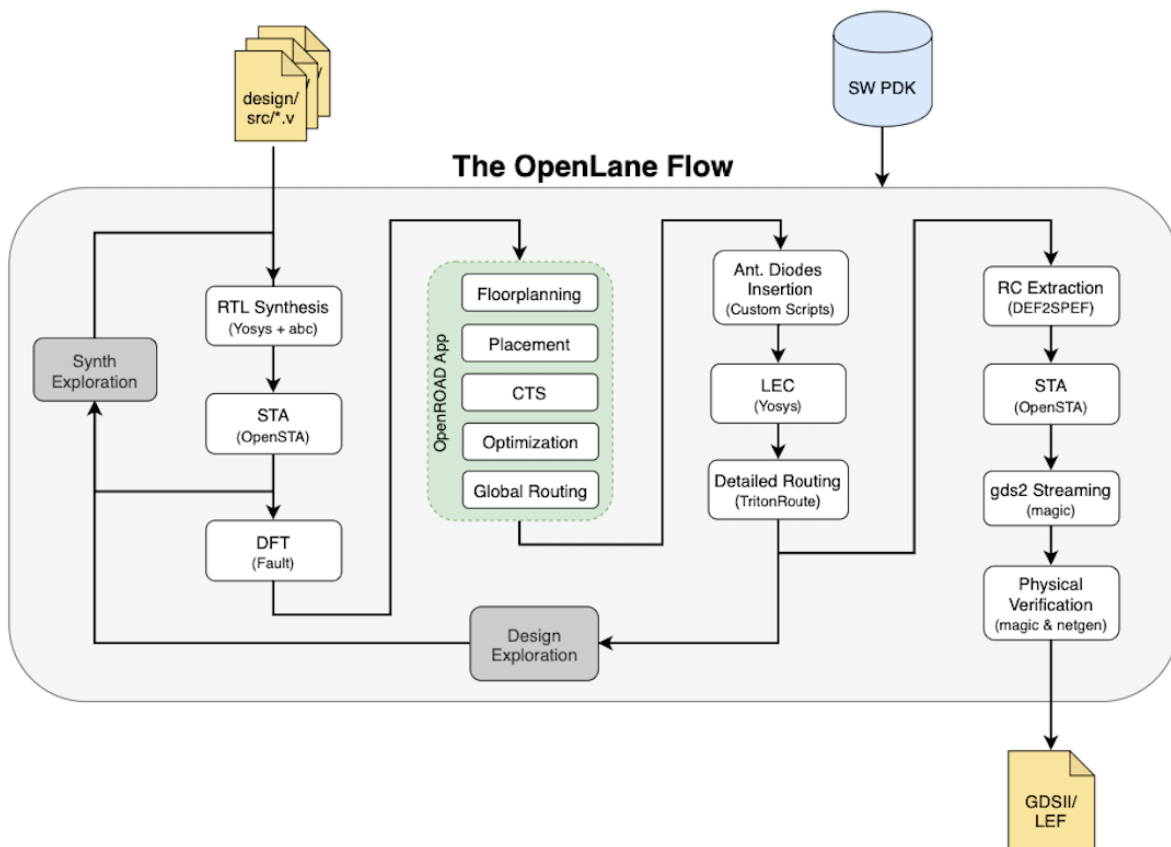 design/
src/*.v
SW PDK
The OpenLane Flow
RTL Synthesis
(Yosys + abc)
Synth
Exploration
STA
(OpenSTA)
DFT
(Fault)
OpenROAD App
Floorplanning
Placement
CTS
Optimization
Global Routing
Design
Exploration
Ant. Diodes
Insertion
(Custom Scripts)
LEC
(Yosys)
Detailed Routing
(TritonRoute)
RC Extraction
(DEF2SPEF)
STA
(OpenSTA)
gds2 Streaming
(magic)
Physical
Verification
(magic & netgen)
GDSII/
LEF